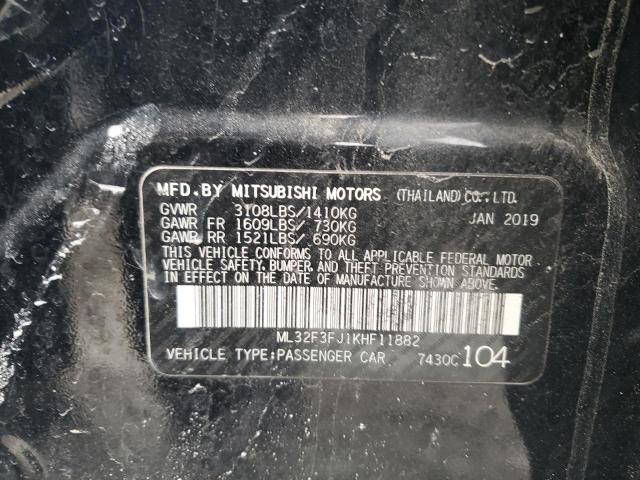 MFD.BY MITSUBISHI MOTORS (THAILAND)CO.,LTD.
GVWR 3108LBS/1410KG JAN 2019
GAWR FR 1609LBS/ 730KG
GAWR RR 1521LBS/ 690KG
THIS VEHICLE CONFORMS TO ALL APPLICABLE FEDERAL MOTOR
VEHICLE SAFETY, BUMPER, AND THEFT PREVENTION STANDARDS
IN EFFECT ON THE DATE OF MANUFACTURE SHOWN ABOVE.
ML32F3FJ1KHF11882
VEHICLE TYPE:PASSENGER CAR 7430C 104